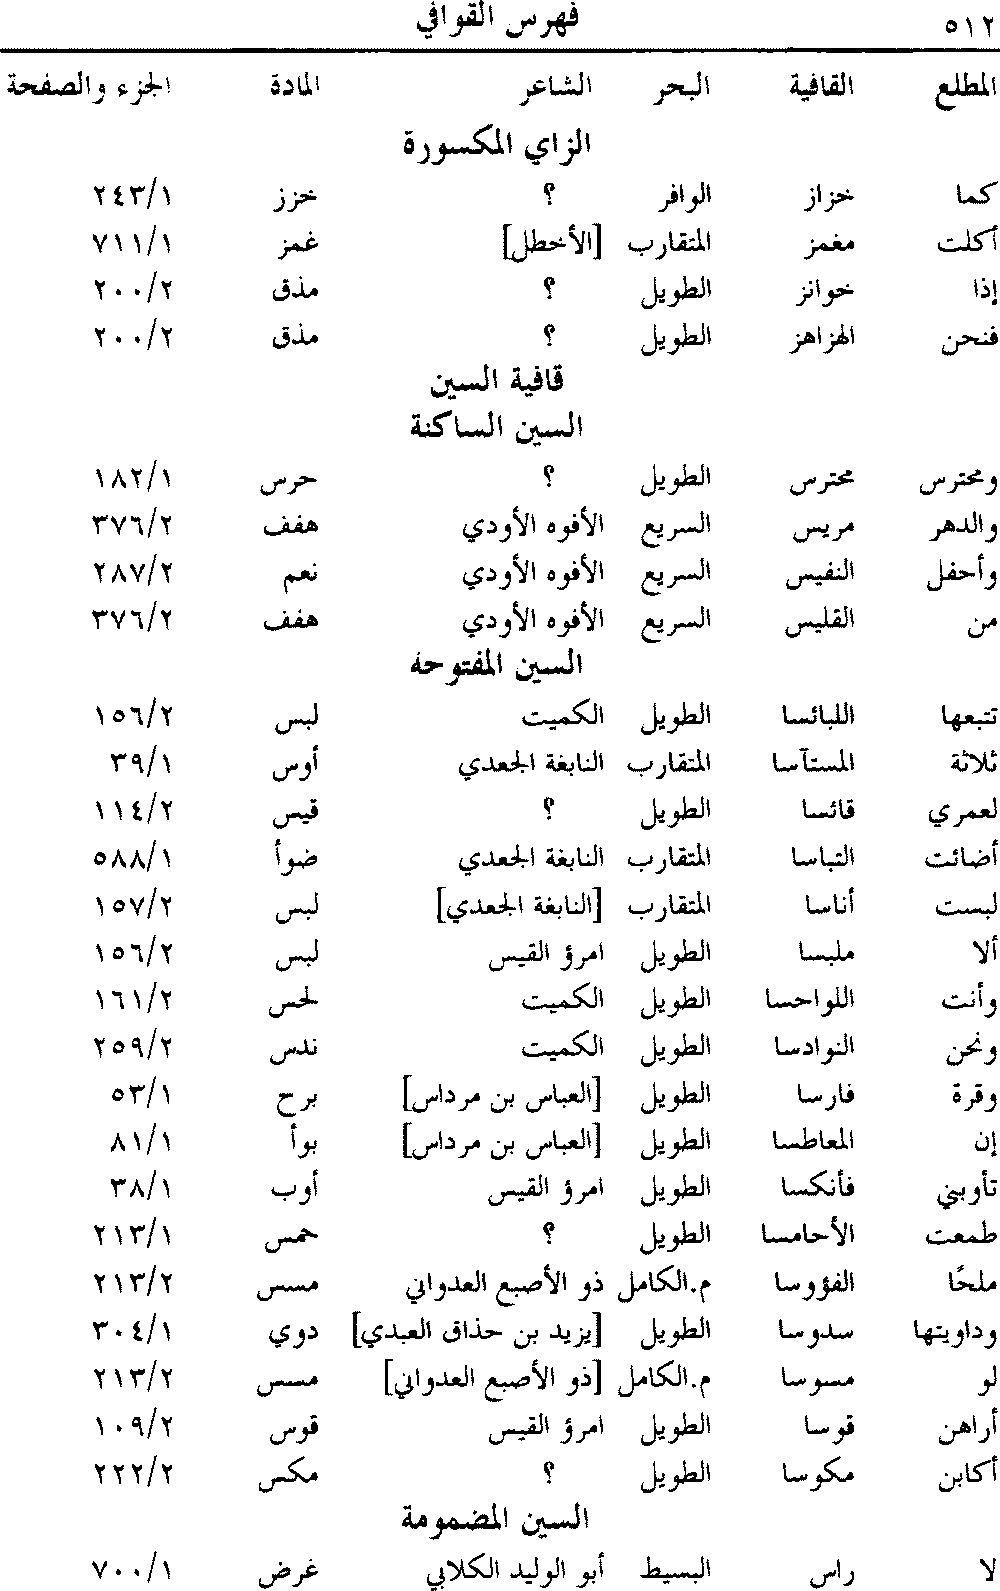 ٥١٢ فهرس القوافي
المطلع القافية البحر الشاعر المادة الجزء والصفحة
الزاي المكسورة
كما خزاز الوافر ؟ خزز ٢٤٣/١
أكلت مغمز المتقارب [الأخطل] غمز ٧١١/١
إذا خوانز الطويل ؟ مذق ٢٠٠/٢
فنحن الهزاهز الطويل ؟ مذق ٢٠٠/٢
قافية السين
السين الساكنة
ومحترس محترس الطويل ؟ حرس ١٨٢/١
والدهر مريس السريع الأفوه الأودي هفف ٣٧٦/٢
وأحفل النفيس السريع الأفوه الأودي نعم ٢٨٧/٢
من القليس السريع الأفوه الأودي هفف ٣٧٦/٢
السين المفتوحة
تتبعها اللبائسا الطويل الكميت لبس ١٥٦/٢
ثلاثة المستآسا المتقارب النابغة الجعدي أوس ٣٩/١
لعمري قائسا الطويل ؟ قيس ١١٤/٢
أضائت التباسا المتقارب النابغة الجعدي ضوأ ٥٨٨/١
لبست أناسا المتقارب [النابغة الجعدي] لبس ١٥٧/٢
ألا ملبسا الطويل امرؤ القيس لبس ١٥٦/٢
وأنت اللواحسا الطويل الكميت لحس ١٦١/٢
ونحن النوادسا الطويل الكميت ندس ٢٥٩/٢
وقرة فارسا الطويل [العباس بن مرداس] برح ٥٣/١
إن المعاطسا الطويل [العباس بن مرداس] بوأ ٨١/١
تأوبني فأنكسا الطويل امرؤ القيس أوب ٣٨/١
طمعت الأحامسا الطويل ؟ حمس ٢١٣/١
ملحًا الفؤوسا م.الكامل ذو الأصبع العدواني مسس ٢١٣/٢
وداويتها سدوسا الطويل [يزيد بن حذاق العبدي] دوي ٣٠٤/١
لو مسوسا م.الكامل [ذو الأصبع العدواني] مسس ٢١٣/٢
أراهن قوسا الطويل امرؤ القيس قوس ١٠٩/٢
أكابن مكوسا الطويل ؟ مكس ٢٢٢/٢
السين المضمومة
لا راس البسيط أبو الوليد الكلابي غرض ٧٠٠/١